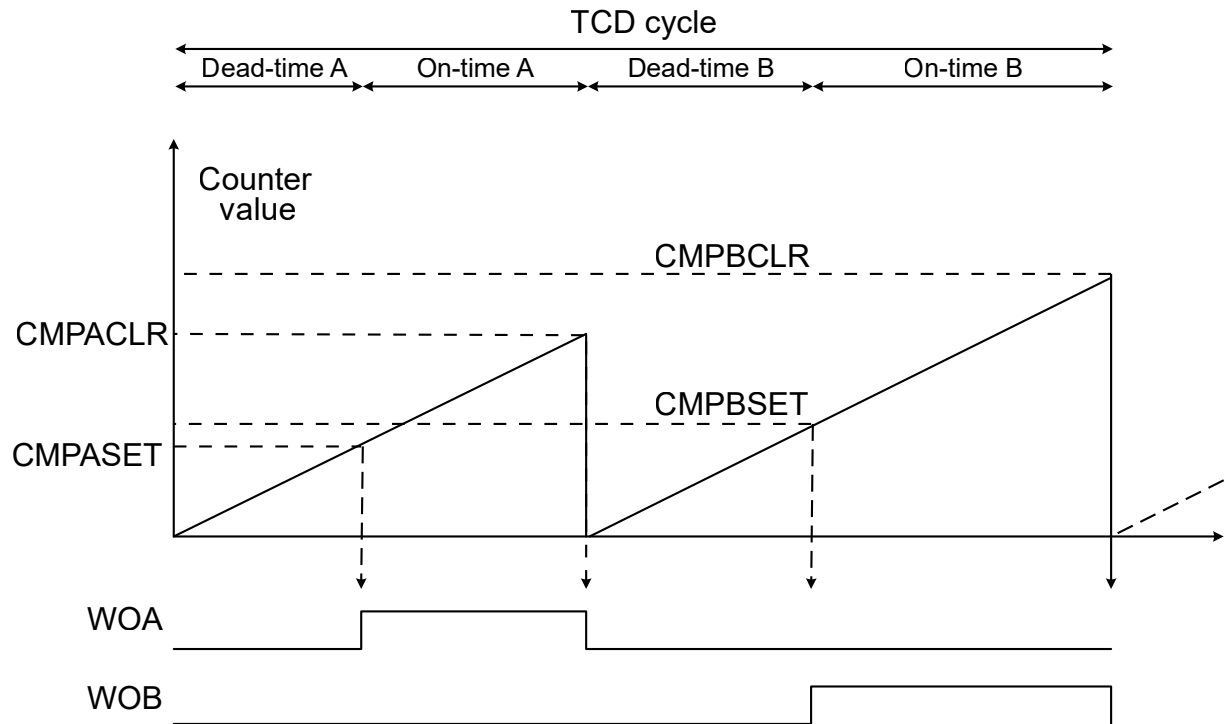 TCD cycle
Dead-time A
On-time A
Dead-time B
On-time B
Counter
value
CMPBCLR
CMPACLR
CMPBSET
CMPASET
WOA
WOB